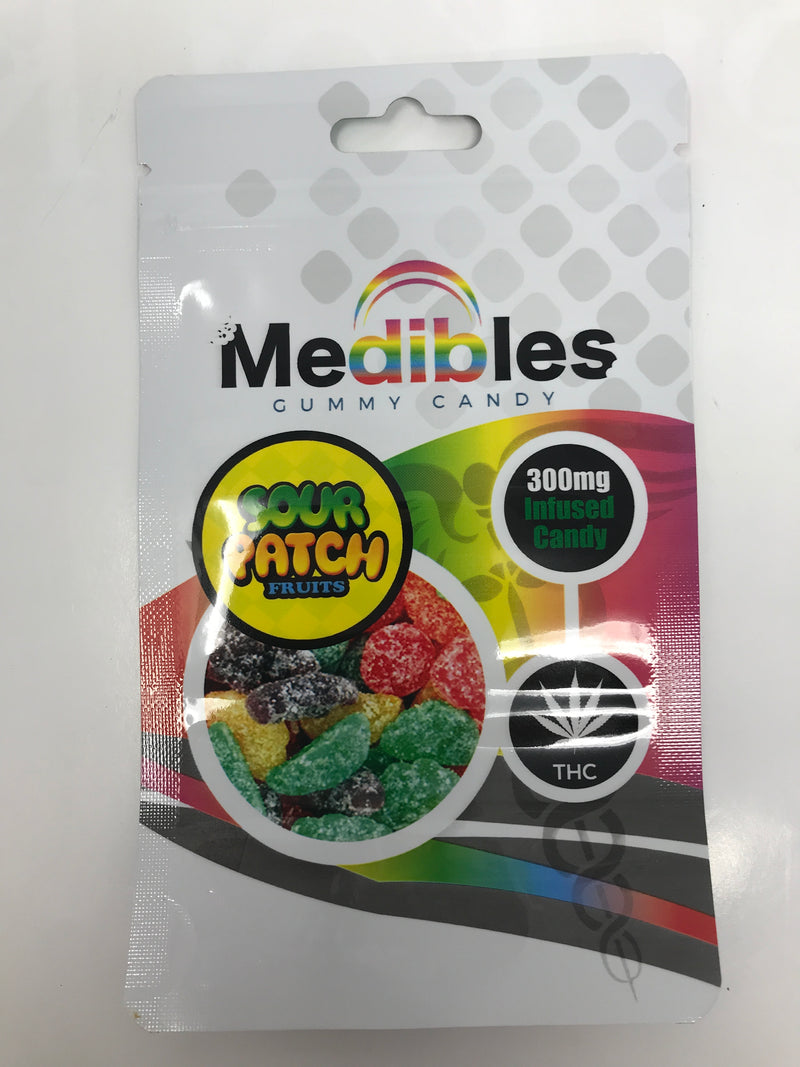 Medibles
GUMMY CANDY
SOUR
PATCH
FRUITS
300mg
Infused
Candy
THC